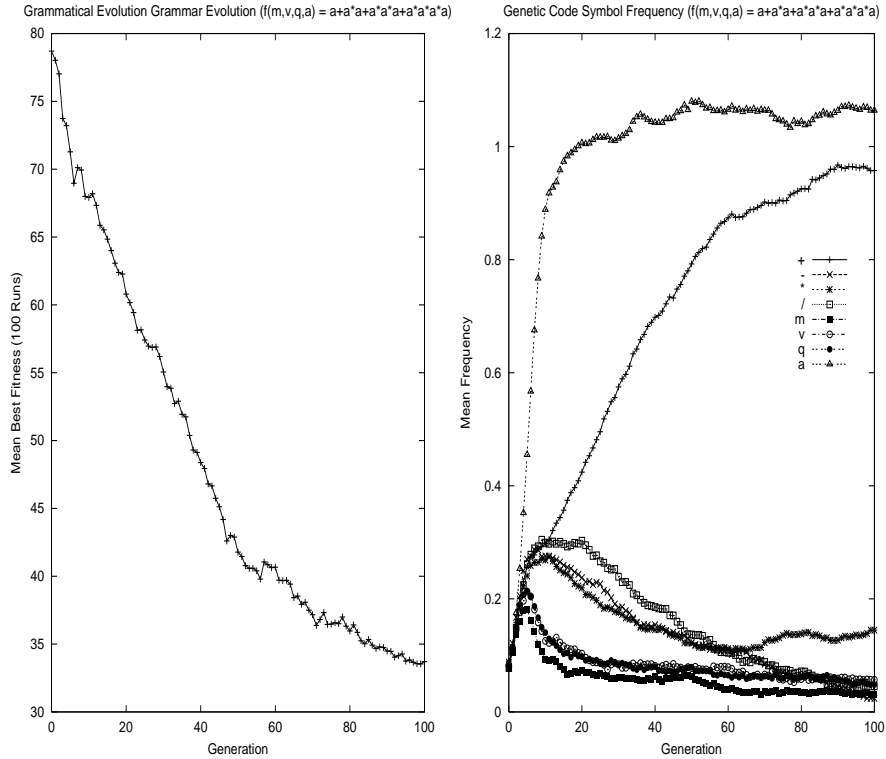 Grammatical Evolution Grammar Evolution (f(m,v,q,a) = a+a*a+a*a*a+a*a*a*a)
80
75
70
65
60
55
50
45
40
35
30
0 20 40 60 80 100
Generation
Mean Best Fitness (100 Runs)
Genetic Code Symbol Frequency (f(m,v,q,a) = a+a*a+a*a*a+a*a*a*a)
1.2
1
0.8
0.6
0.4
0.2
0
0 20 40 60 80 100
Generation
Mean Frequency
+
-
*
/
m
v
q
a